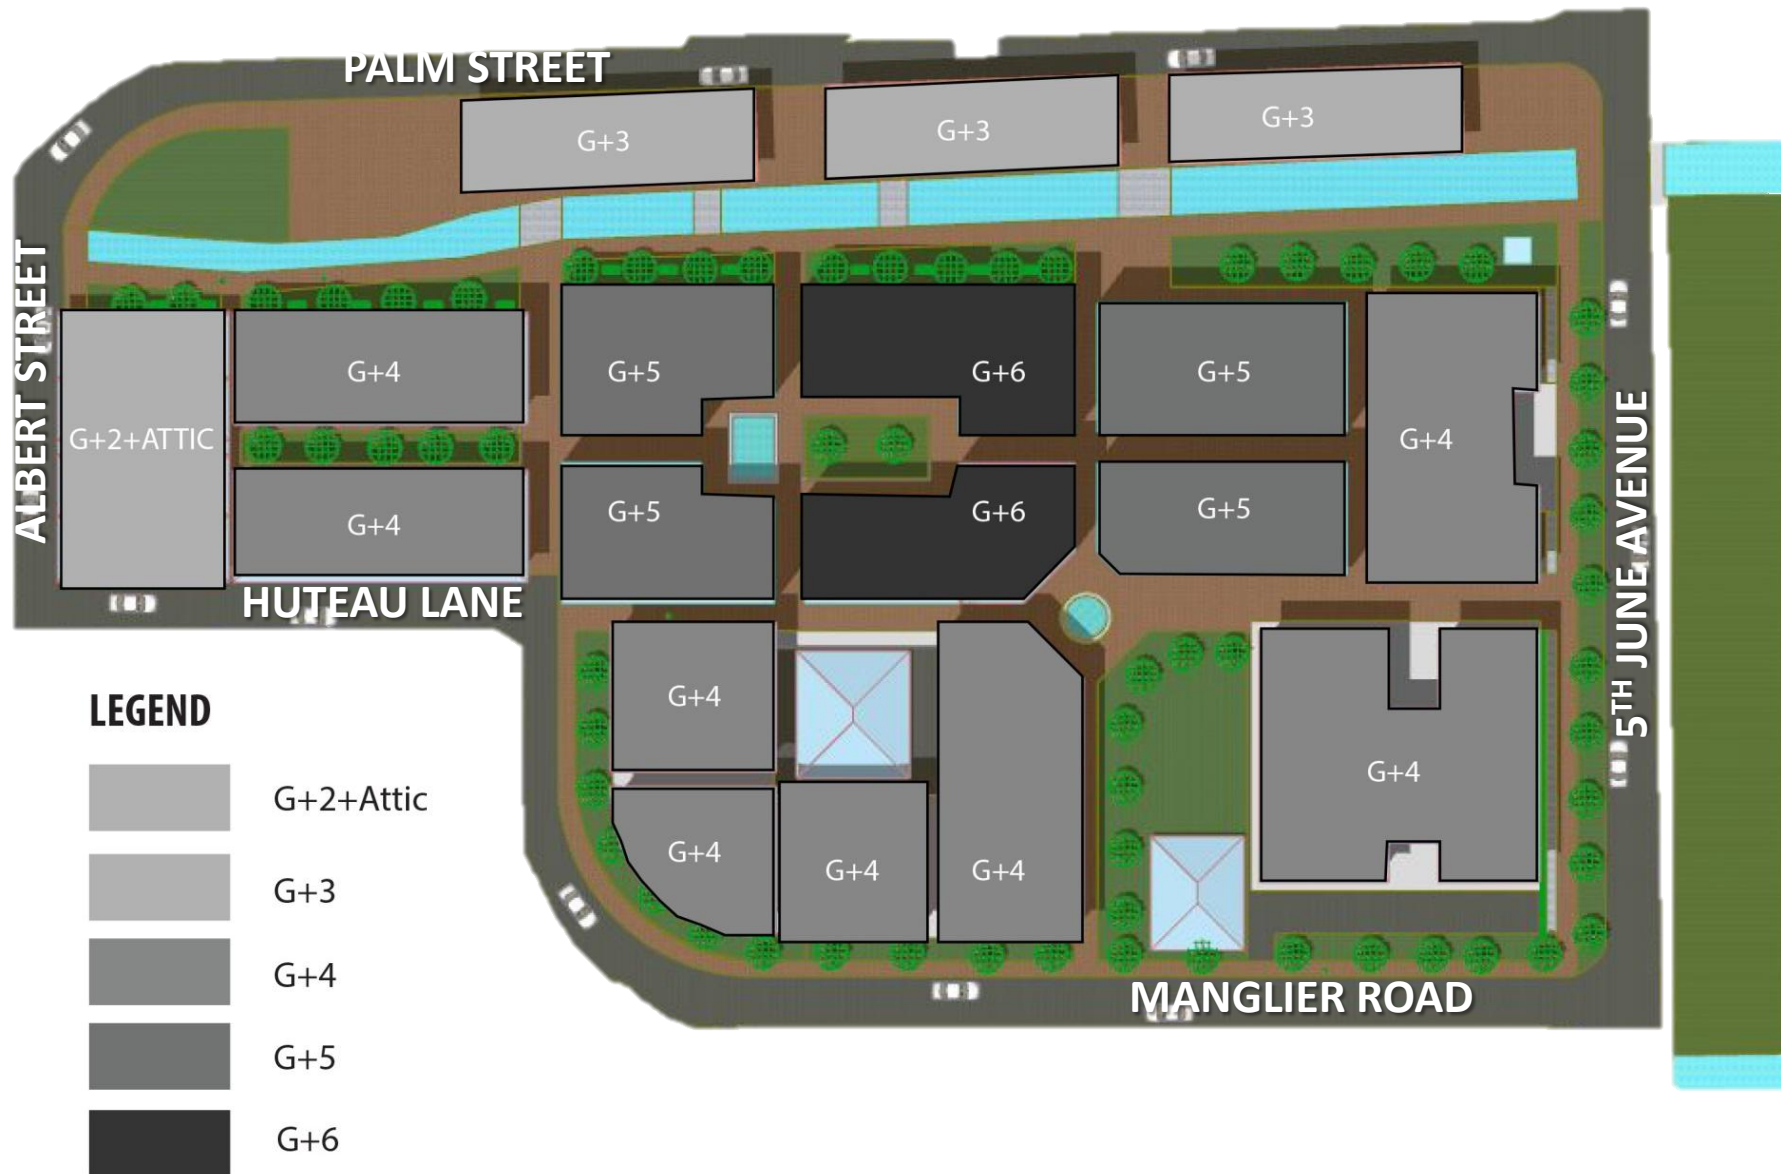 PALM STREET
G+3
G+3
G+3
ALBERT STREET
G+2+ATTIC
G+4
G+5
G+6
G+5
G+4
G+4
G+5
G+6
G+5
HUTEAU LANE
5TH JUNE AVENUE
G+4
G+4
G+4
G+4
G+4
MANGLIER ROAD
LEGEND
G+2+Attic
G+3
G+4
G+5
G+6